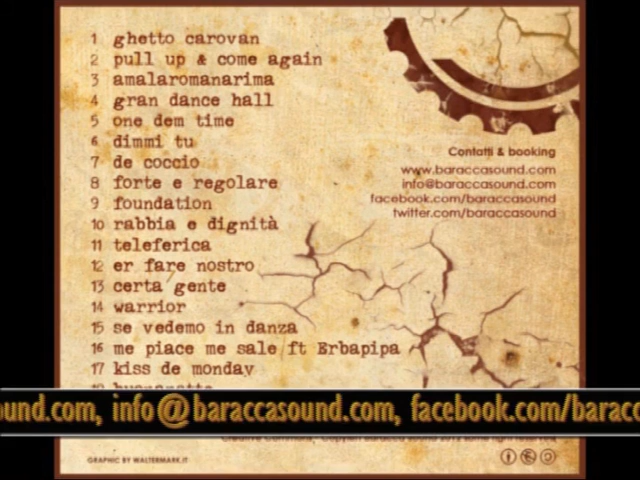 1 ghetto carovan
2 pull up & come again
3 amalaromanarima
4 gran dance hall
5 one dem time
6 dimmi tu
7 de coccio
8 forte e regolare
9 foundation
10 rabbia e dignità
11 teleferica
12 er fare nostro
13 certa gente
14 warrior
15 se vedemo in danza
16 me piace me sale ft Erbapipa
17 kiss de monday
Contatti & booking
www.baraccasound.com
info@baraccasound.com
facebook.com/baraccasound
twitter.com/baraccasound
ound.com, info@baraccasound.com, facebook.com/baracc
GRAPHIC BY WALTERMARK.IT